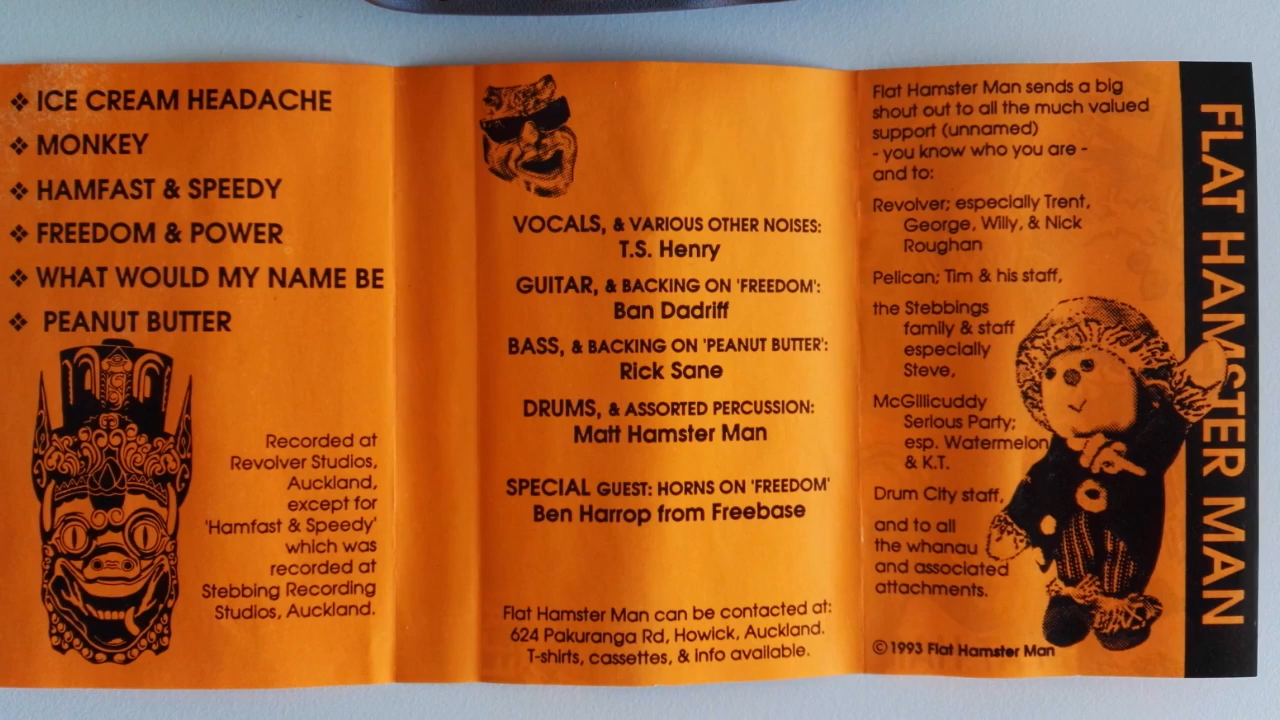 ❖ ICE CREAM HEADACHE
❖ MONKEY
❖ HAMFAST & SPEEDY
❖ FREEDOM & POWER
❖ WHAT WOULD MY NAME BE
❖ PEANUT BUTTER
Recorded at
Revolver Studios,
Auckland,
except for
'Hamfast & Speedy'
which was
recorded at
Stebbing Recording
Studios, Auckland.
VOCALS, & VARIOUS OTHER NOISES:
T.S. Henry
GUITAR, & BACKING ON 'FREEDOM':
Ban Dadriff
BASS, & BACKING ON 'PEANUT BUTTER':
Rick Sane
DRUMS, & ASSORTED PERCUSSION:
Matt Hamster Man
SPECIAL GUEST: HORNS ON 'FREEDOM'
Ben Harrop from Freebase
Flat Hamster Man can be contacted at:
624 Pakuranga Rd, Howick, Auckland.
T-shirts, cassettes, & info available.
Flat Hamster Man sends a big
shout out to all the much valued
support (unnamed)
- you know who you are -
and to:
Revolver; especially Trent,
George, Willy, & Nick
Roughan
Pelican; Tim & his staff,
the Stebbings
family & staff
especially
Steve,
McGillicuddy
Serious Party;
esp. Watermelon
& K.T.
Drum City staff,
and to all
the whanau
and associated
attachments.
©1993 Flat Hamster Man
FLAT HAMSTER MAN